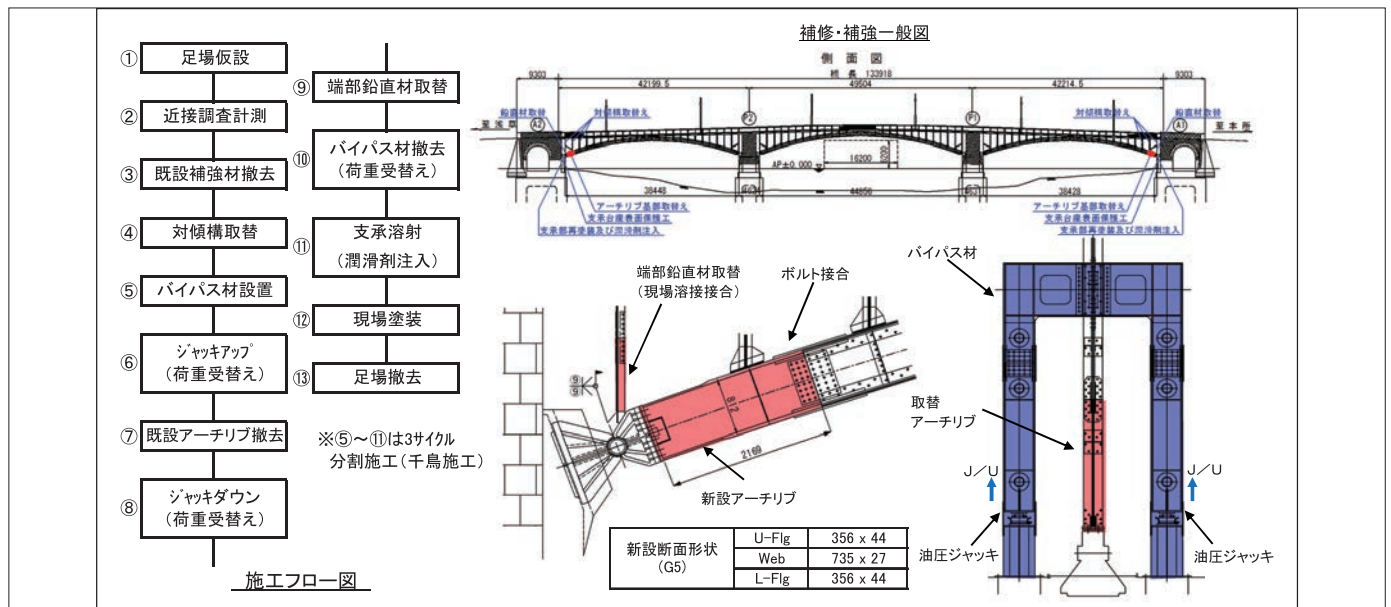 ① 足場仮設
② 近接調査計測
③ 既設補強材撤去
④ 対傾構取替
⑤ バイパス材設置
⑥ ジャッキアップ
(荷重受替え)
⑦ 既設アーチリブ撤去
⑧ ジャッキダウン
(荷重受替え)
⑨ 端部鉛直材取替
⑩ バイパス材撤去
(荷重受替え)
⑪ 支承溶射
(潤滑剤注入)
⑫ 現場塗装
⑬ 足場撤去
※⑤～⑪は3サイクル
分割施工(千鳥施工)
施工フロー図
補修・補強一般図
側 面 図
橋 長 133918
9303
42199.5
49504
42214.5
9303
鉛直材取替
対傾構取替え
対傾構取替え
鉛直材取替
至浅草
A2
P2
P1
A1
至本所
AP±0.000
16200
38448
44856
38428
アーチリブ基部取替え
支承台座表面保護工
支承部再塗装及び潤滑剤注入
アーチリブ基部取替え
支承台座表面保護工
支承部再塗装及び潤滑剤注入
端部鉛直材取替
(現場溶接接合)
ボルト接合
812
2169
新設アーチリブ
新設断面形状
(G5)
U-Flg 356 x 44
Web 735 x 27
L-Flg 356 x 44
バイパス材
取替
アーチリブ
J／U
J／U
油圧ジャッキ
油圧ジャッキ